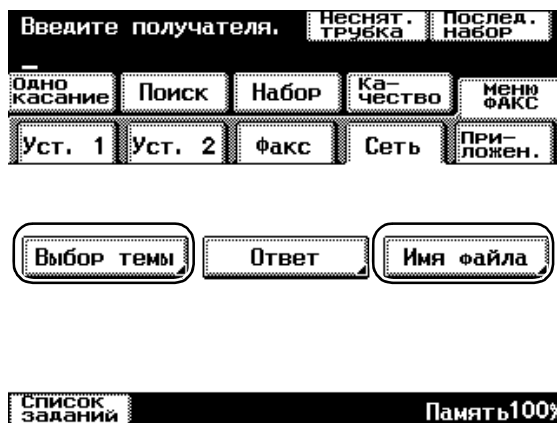 Введите получателя.
Неснят.
трубка
Послед.
набор
Одно
касание
Поиск
Набор
Ка–
чество
Меню
ФАКС
Уст. 1
Уст. 2
Факс
Сеть
При–
ложен.
Выбор темы
Ответ
Имя файла
Список
заданий
Память100%